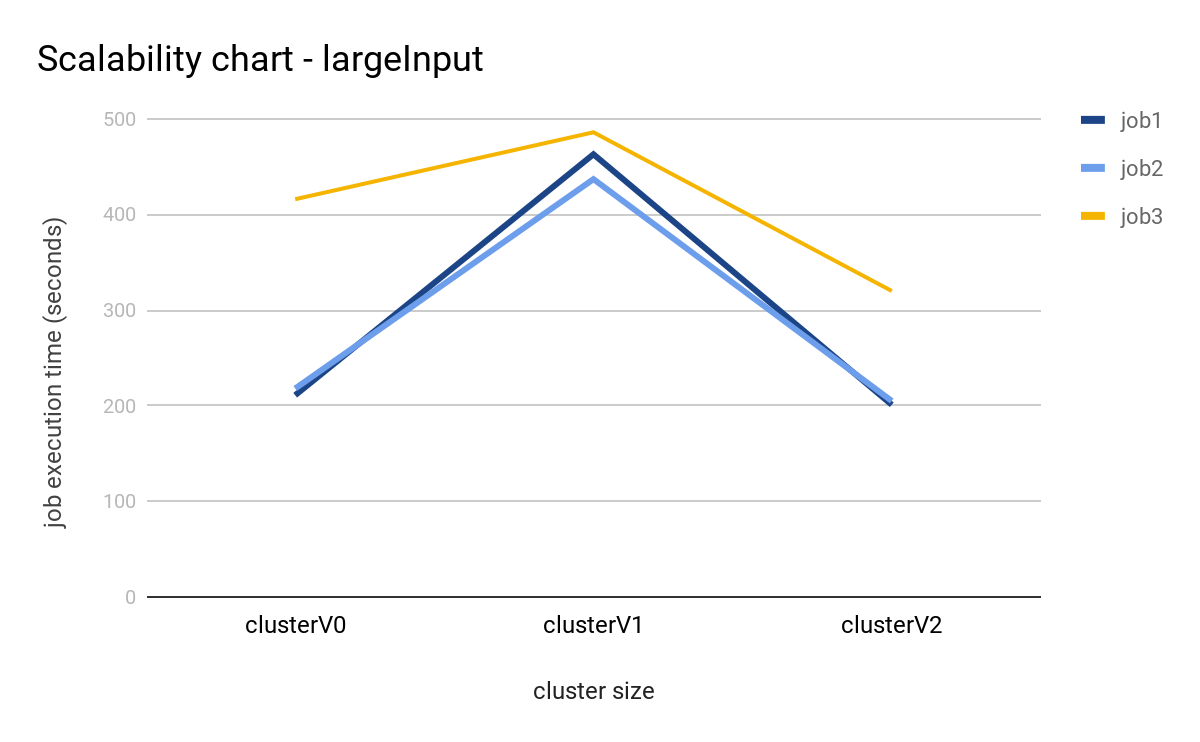 Scalability chart - largeInput
job execution time (seconds)
500
400
300
200
100
0
clusterV0
clusterV1
clusterV2
cluster size
job1
job2
job3